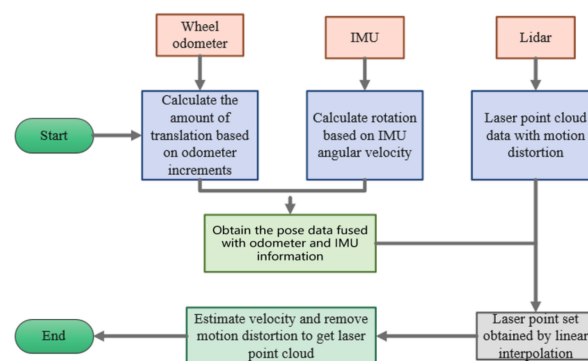 Wheel
odometer
IMU
Lidar
Start
Calculate the
amount of
translation based
on odometer
increments
Calculate rotation
based on IMU
angular velocity
Laser point cloud
data with motion
distortion
Obtain the pose data fused
with odometer and IMU
information
End
Estimate velocity and remove
motion distortion to get laser
point cloud
Laser point set
obtained by linear
interpolation